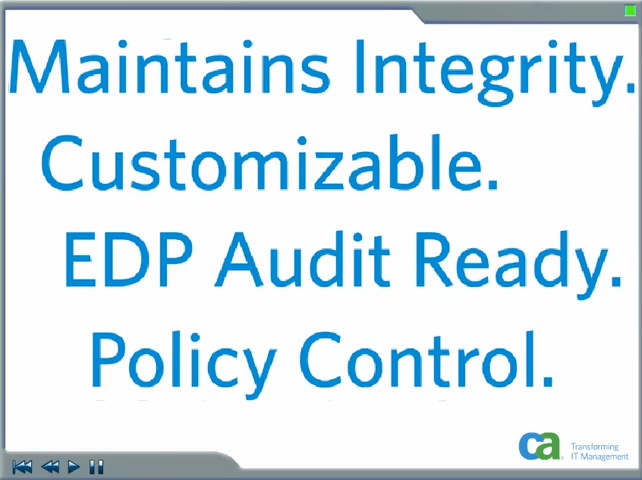 Maintains Integrity.
Customizable.
EDP Audit Ready.
Policy Control.
ca
Transforming
IT Management